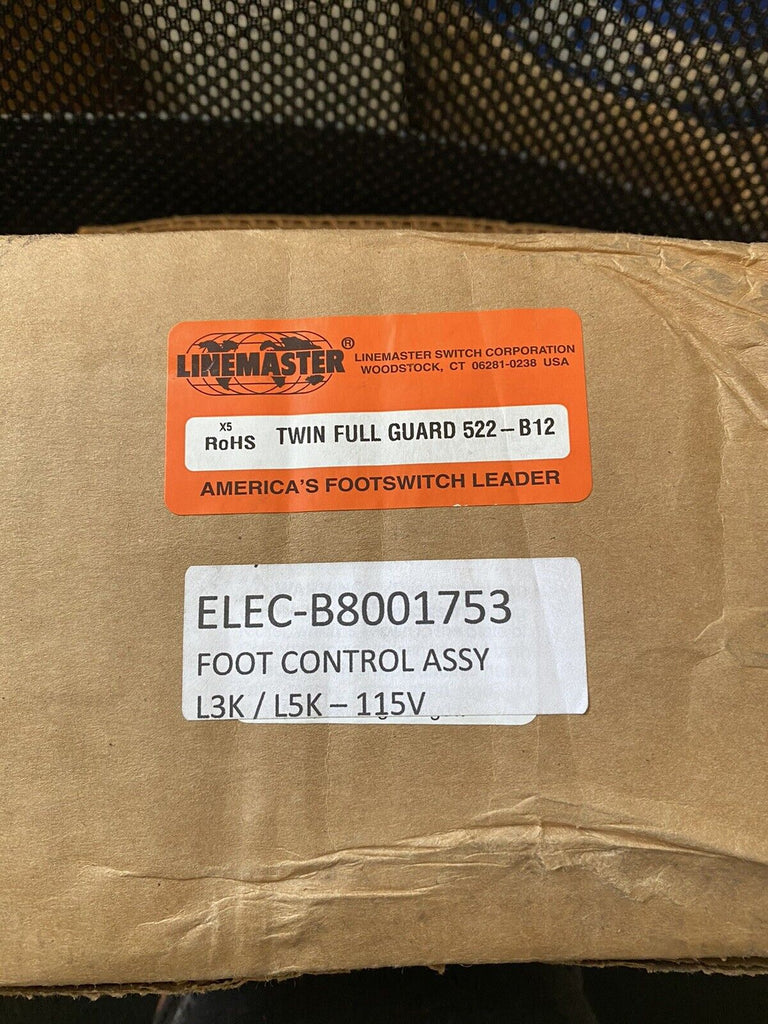 LINEMASTER ®
LINEMASTER SWITCH CORPORATION
WOODSTOCK, CT 06281-0238 USA
X5
RoHS
TWIN FULL GUARD 522-B12
AMERICA'S FOOTSWITCH LEADER
ELEC-B8001753
FOOT CONTROL ASSY
L3K / L5K – 115V